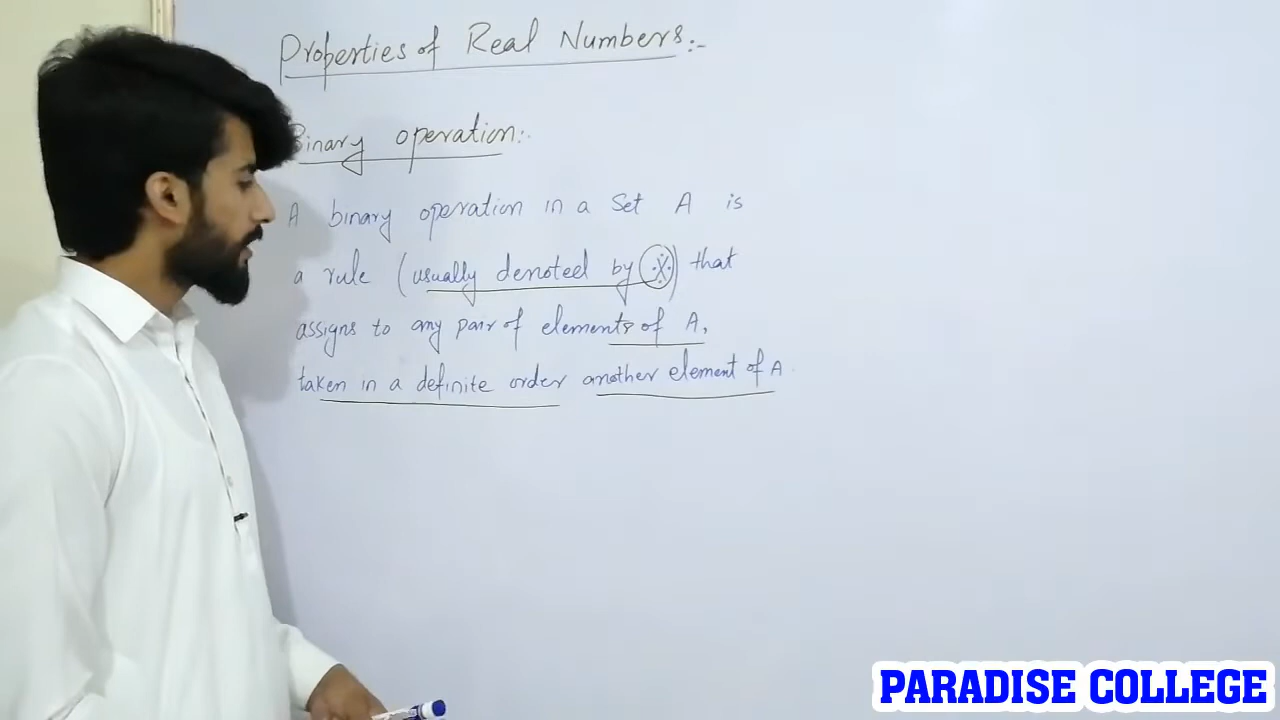 Properties of Real Numbers:-
Binary operation:-
A binary operation in a Set A is
a rule (usually denoted by ※) that
assigns to any pair of elements of A,
taken in a definite order another element of A.
PARADISE COLLEGE